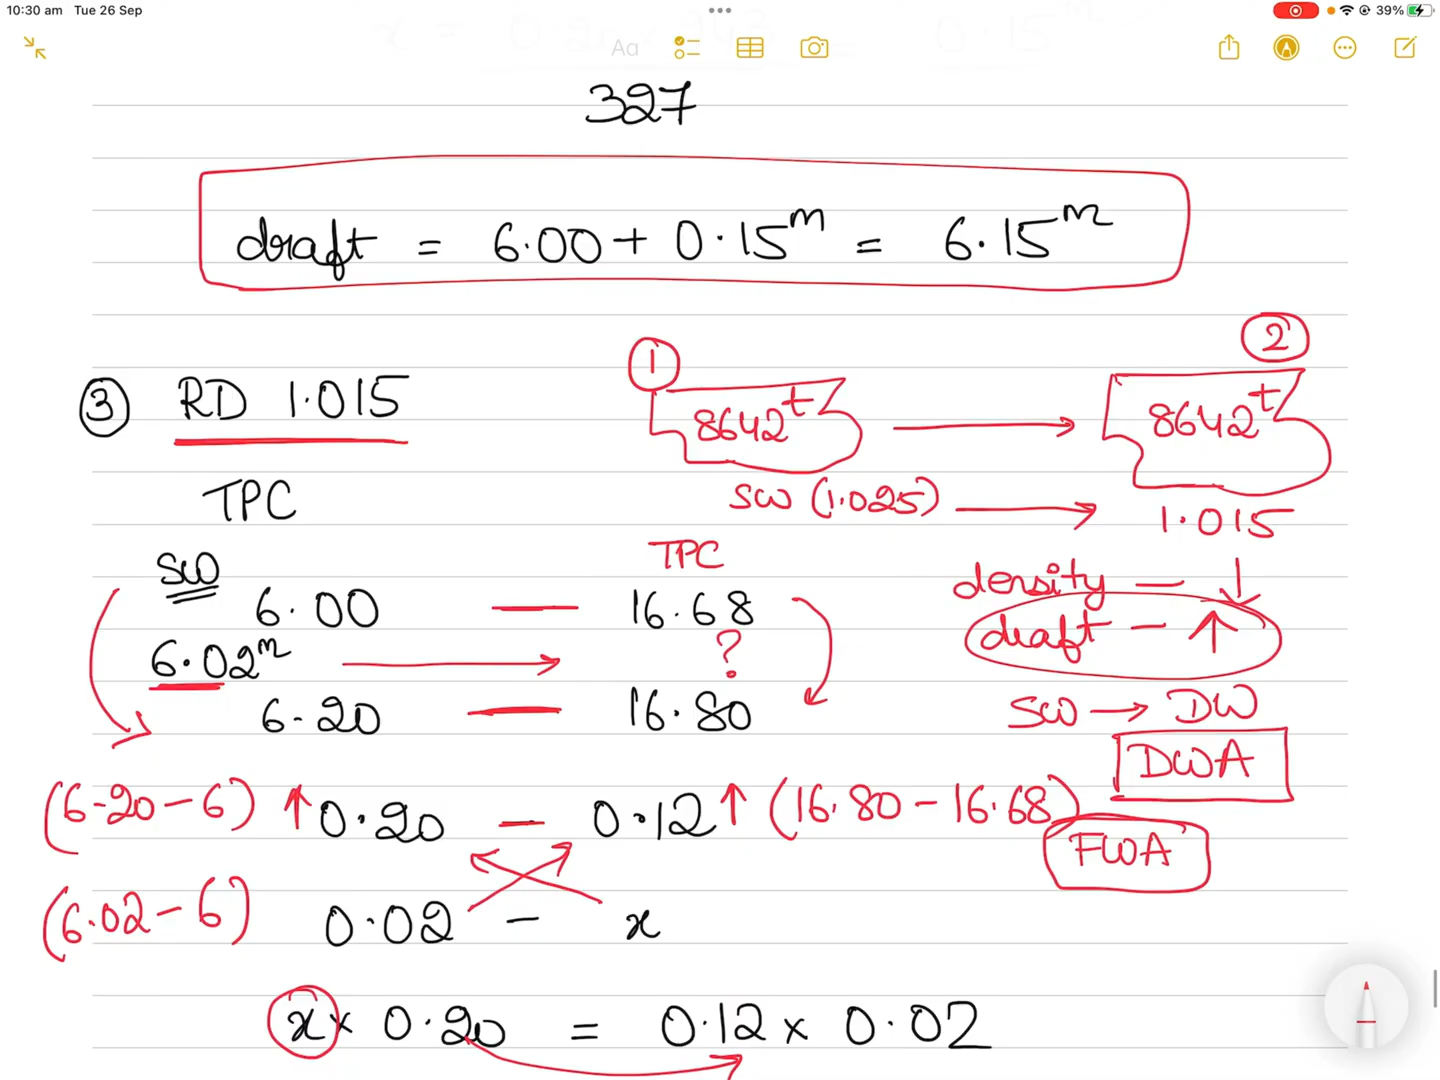 10:30 am Tue 26 Sep
39%
Aa
327
draft = 6.00 + 0.15ᵐ = 6.15ᵐ
③ RD 1.015
TPC
① 8642ᵗ → ② 8642ᵗ
SW (1.025) → 1.015
SW
TPC
6.00 — 16.68
6.02ᵐ → ?
6.20 — 16.80
density — ↓
draft — ↑
SW → DW
DWA
FWA
(6.20 − 6) ↑ 0.20 — 0.12 ↑ (16.80 − 16.68)
(6.02 − 6) 0.02 — x
x × 0.20 = 0.12 × 0.02